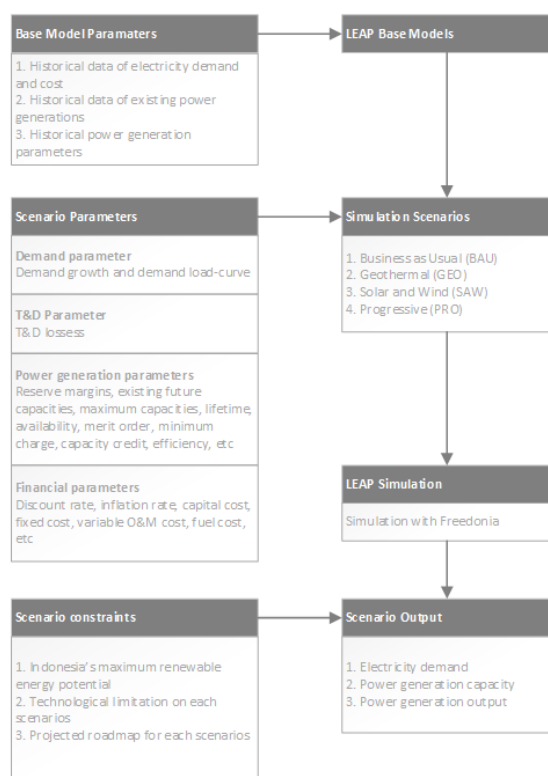 Base Model Paramaters
1. Historical data of electricity demand
and cost
2. Historical data of existing power
generations
3. Historical power generation
parameters
LEAP Base Models
Scenario Parameters
Demand parameter
Demand growth and demand load-curve
T&D Parameter
T&D lossess
Power generation parameters
Reserve margins, existing future
capacities, maximum capacities, lifetime,
availability, merit order, minimum
charge, capacity credit, efficiency, etc
Financial parameters
Discount rate, inflation rate, capital cost,
fixed cost, variable O&M cost, fuel cost,
etc
Simulation Scenarios
1. Business as Usual (BAU)
2. Geothermal (GEO)
3. Solar and Wind (SAW)
4. Progressive (PRO)
LEAP Simulation
Simulation with Freedonia
Scenario constraints
1. Indonesia's maximum renewable
energy potential
2. Technological limitation on each
scenarios
3. Projected roadmap for each scenarios
Scenario Output
1. Electricity demand
2. Power generation capacity
3. Power generation output